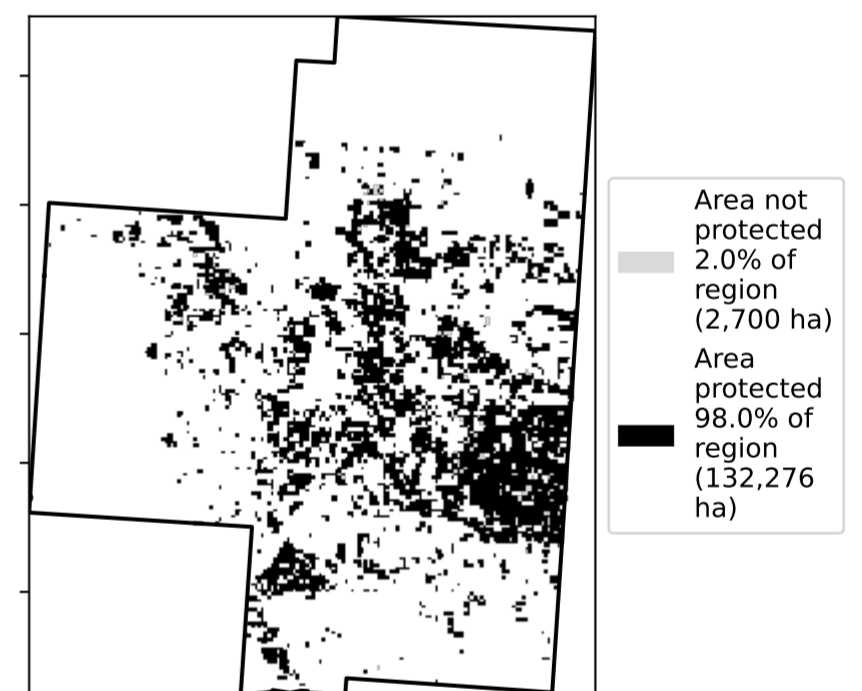 Area not
protected
2.0% of
region
(2,700 ha)
Area
protected
98.0% of
region
(132,276
ha)